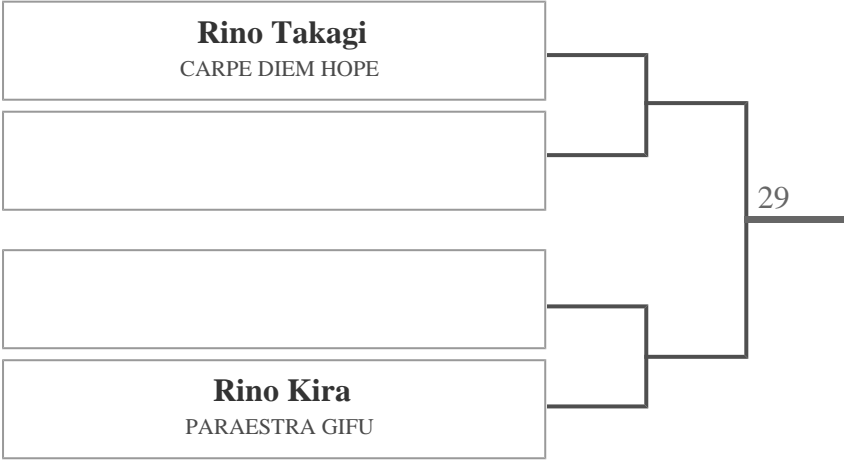 Rino Takagi
CARPE DIEM HOPE
29
Rino Kira
PARAESTRA GIFU